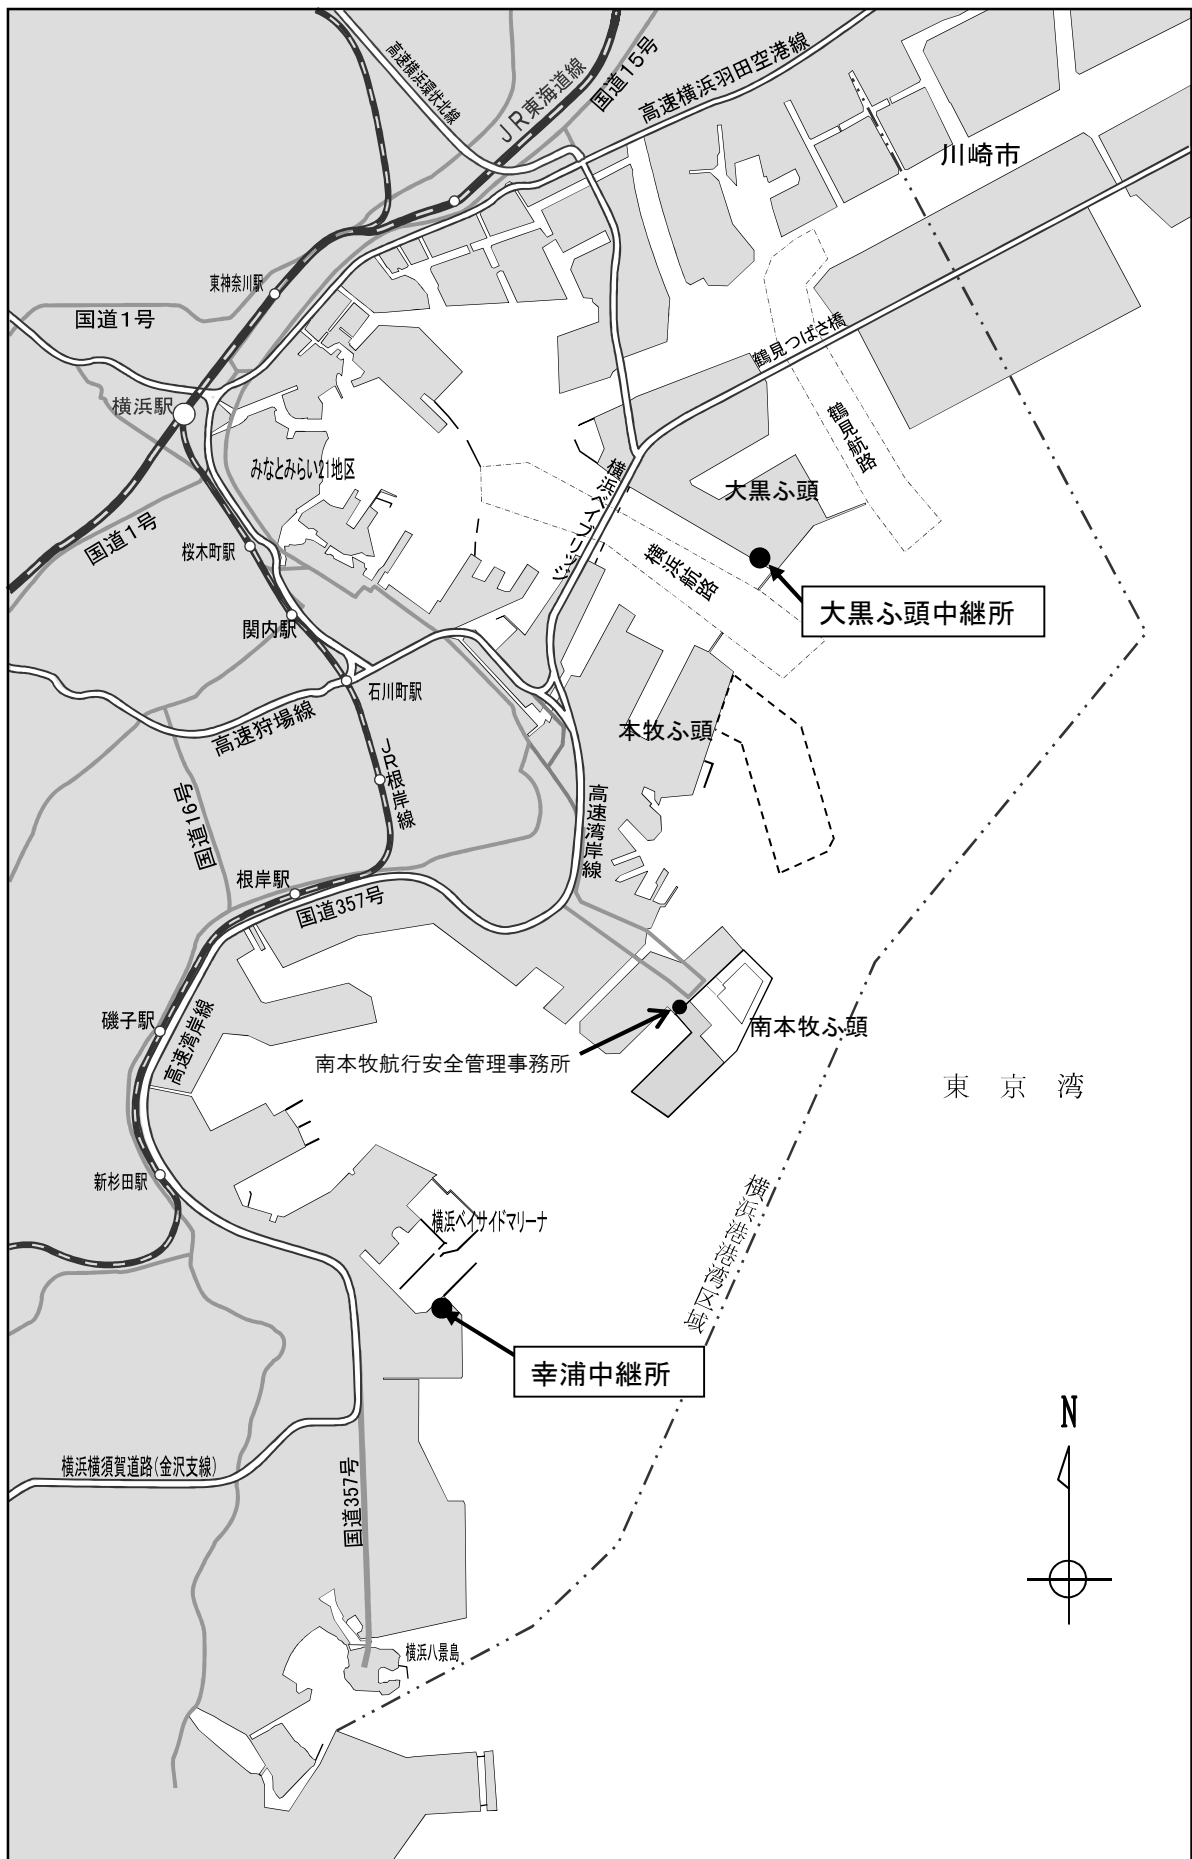 高速横浜環状北線
JR東海道線
国道15号
高速横浜羽田空港線
川崎市
東神奈川駅
国道1号
鶴見つばさ橋
横浜駅
鶴見航路
みなとみらい21地区
横浜ベイブリッジ
大黒ふ頭
国道1号
桜木町駅
横浜航路
大黒ふ頭中継所
関内駅
石川町駅
高速狩場線
本牧ふ頭
JR根岸線
国道16号
高速湾岸線
根岸駅
国道357号
磯子駅
高速湾岸線
南本牧ふ頭
南本牧航行安全管理事務所
東京湾
新杉田駅
横浜ベイサイドマリーナ
横浜港港湾区域
幸浦中継所
N
横浜横須賀道路(金沢支線)
国道357号
横浜八景島